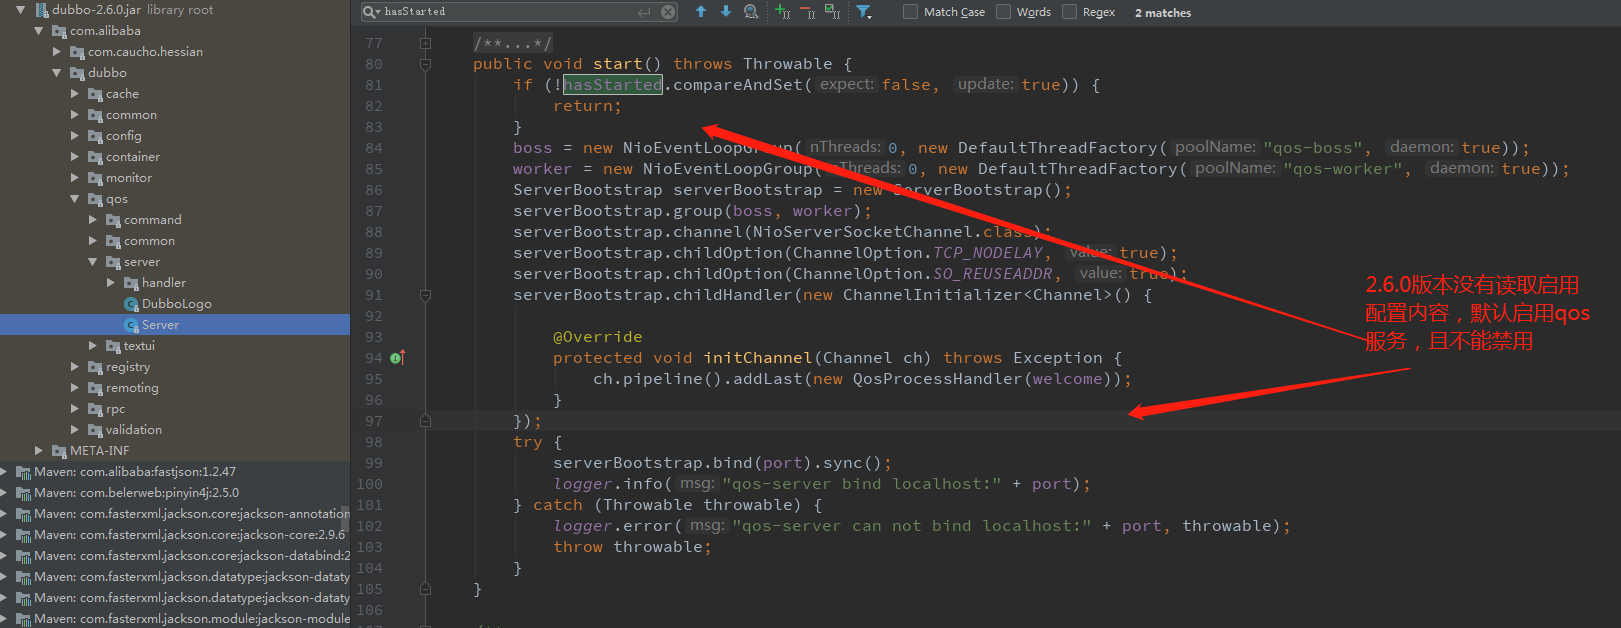 dubbo-2.6.0.jar library root
com.alibaba
com.caucho.hessian
dubbo
cache
common
config
container
monitor
qos
command
common
server
handler
DubboLogo
Server
textui
registry
remoting
rpc
validation
META-INF
Maven: com.alibaba:fastjson:1.2.47
Maven: com.belerweb:pinyin4j:2.5.0
Maven: com.fasterxml.jackson.core:jackson-annotation
Maven: com.fasterxml.jackson.core:jackson-core:2.9.6
Maven: com.fasterxml.jackson.core:jackson-databind:2
Maven: com.fasterxml.jackson.datatype:jackson-dataty
Maven: com.fasterxml.jackson.datatype:jackson-dataty
Maven: com.fasterxml.jackson.module:jackson-module
hasStarted Match Case Words Regex 2 matches
77 /**...*/
80 public void start() throws Throwable {
81 if (!hasStarted.compareAndSet( expect: false, update: true)) {
82 return;
83 }
84 boss = new NioEventLoopGroup( nThreads: 0, new DefaultThreadFactory( poolName: "qos-boss", daemon: true));
85 worker = new NioEventLoopGroup( nThreads: 0, new DefaultThreadFactory( poolName: "qos-worker", daemon: true));
86 ServerBootstrap serverBootstrap = new ServerBootstrap();
87 serverBootstrap.group(boss, worker);
88 serverBootstrap.channel(NioServerSocketChannel.class);
89 serverBootstrap.childOption(ChannelOption.TCP_NODELAY, value: true);
90 serverBootstrap.childOption(ChannelOption.SO_REUSEADDR, value: true);
91 serverBootstrap.childHandler(new ChannelInitializer<Channel>() {
92
93 @Override
94 protected void initChannel(Channel ch) throws Exception {
95 ch.pipeline().addLast(new QosProcessHandler(welcome));
96 }
97 });
98 try {
99 serverBootstrap.bind(port).sync();
100 logger.info( msg: "qos-server bind localhost:" + port);
101 } catch (Throwable throwable) {
102 logger.error( msg: "qos-server can not bind localhost:" + port, throwable);
103 throw throwable;
104 }
105 }
106
2.6.0版本没有读取启用
配置内容，默认启用qos
服务，且不能禁用